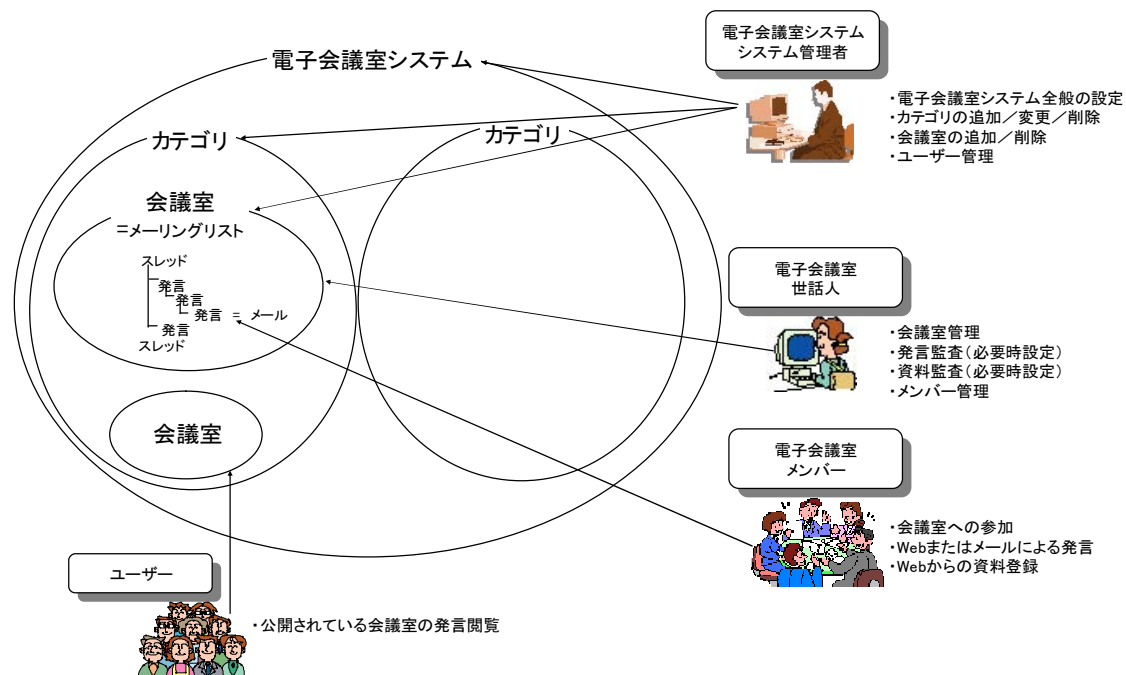 電子会議室システム
システム管理者
電子会議室システム
・電子会議室システム全般の設定
・カテゴリの追加／変更／削除
・会議室の追加／削除
・ユーザー管理
カテゴリ
カテゴリ
会議室
=メーリングリスト
スレッド
発言
発言
発言 = メール
発言
スレッド
電子会議室
世話人
・会議室管理
・発言監査(必要時設定)
・資料監査(必要時設定)
・メンバー管理
会議室
電子会議室
メンバー
・会議室への参加
・Webまたはメールによる発言
・Webからの資料登録
ユーザー
・公開されている会議室の発言閲覧